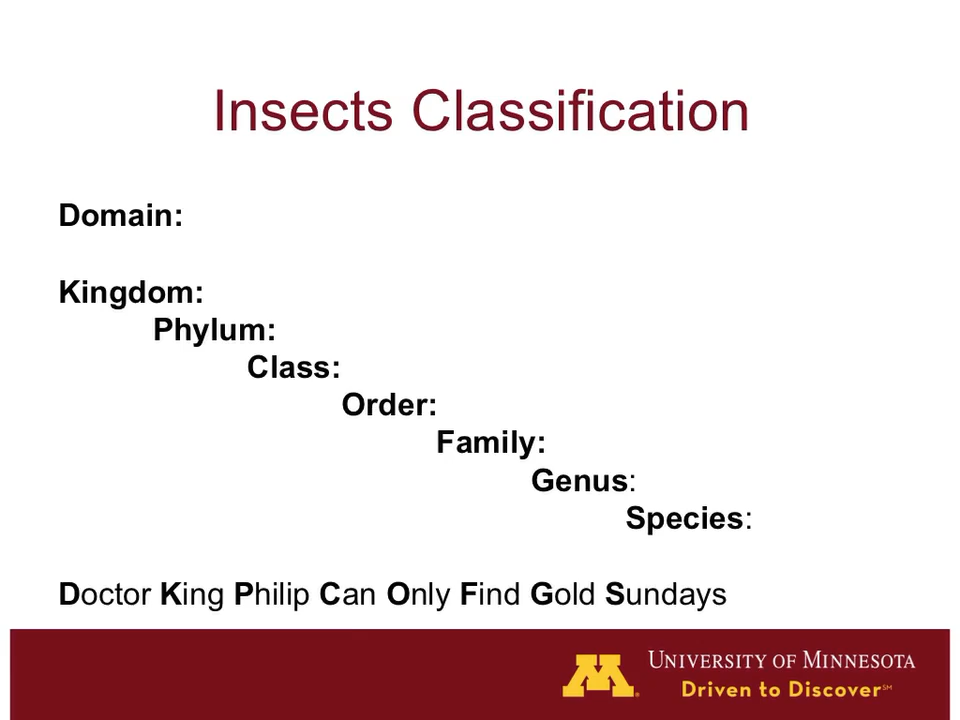 Insects Classification
Domain:
Kingdom:
Phylum:
Class:
Order:
Family:
Genus:
Species:
Doctor King Philip Can Only Find Gold Sundays
M
UNIVERSITY OF MINNESOTA
Driven to Discover℠